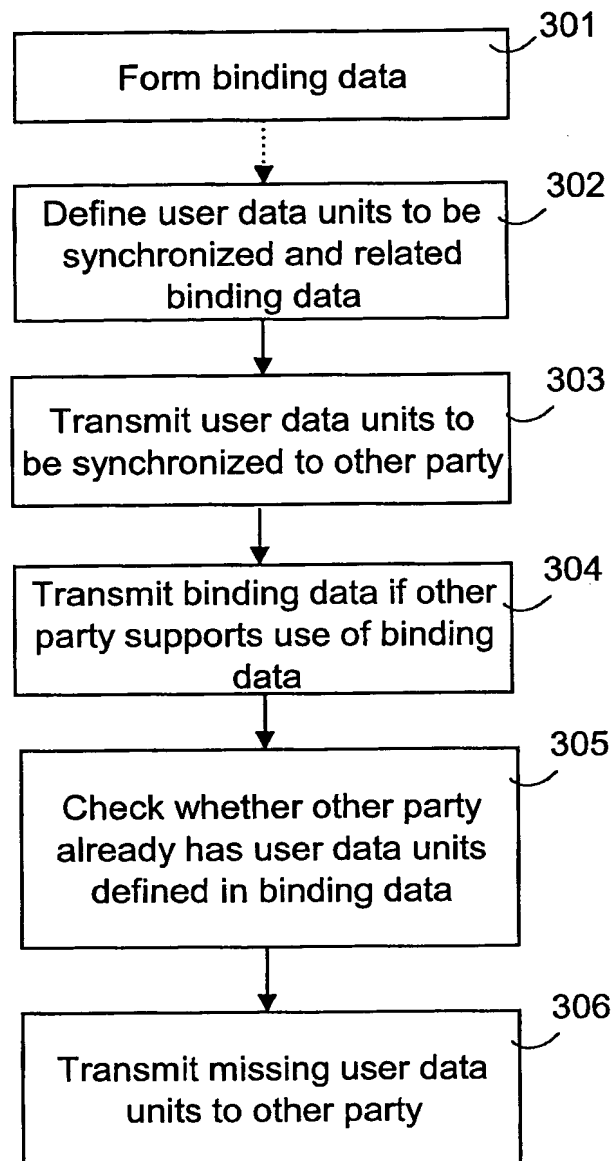 301
Form binding data
302
Define user data units to be
synchronized and related
binding data
303
Transmit user data units to
be synchronized to other party
304
Transmit binding data if other
party supports use of binding
data
305
Check whether other party
already has user data units
defined in binding data
306
Transmit missing user data
units to other party